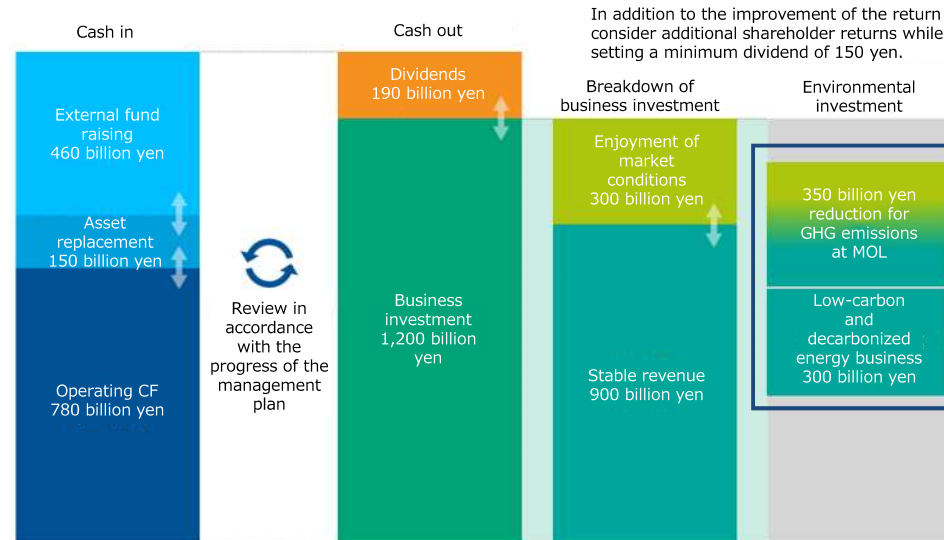 In addition to the improvement of the return
consider additional shareholder returns while
setting a minimum dividend of 150 yen.
Cash in
External fund
raising
460 billion yen
Asset
replacement
150 billion yen
Operating CF
780 billion yen
Review in
accordance
with the
progress of the
management
plan
Cash out
Dividends
190 billion yen
Business
investment
1,200 billion
yen
Breakdown of
business investment
Enjoyment of
market
conditions
300 billion yen
Stable revenue
900 billion yen
Environmental
investment
350 billion yen
reduction for
GHG emissions
at MOL
Low-carbon
and
decarbonized
energy business
300 billion yen